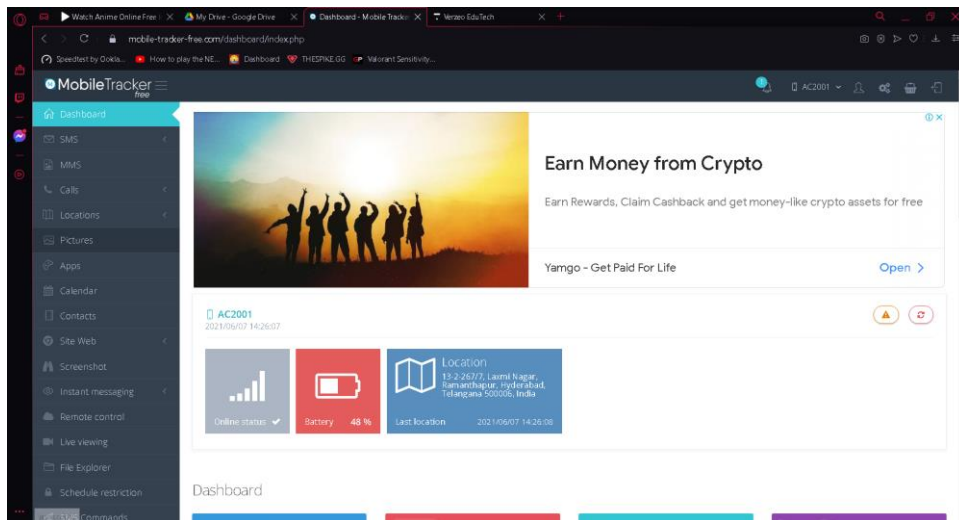 Watch Anime Online Free
My Drive - Google Drive
Dashboard - Mobile Tracker
Verzeo EduTech
mobile-tracker-free.com/dashboard/index.php
Speedtest by Ookla...
How to play the NE...
Dashboard
THESPIKE.GG
Valorant Sensitivity...
MobileTracker
free
1
AC2001
Dashboard
SMS
MMS
Calls
Locations
Pictures
Apps
Calendar
Contacts
Site Web
Screenshot
Instant messaging
Remote control
Live viewing
File Explorer
Schedule restriction
SMS Commands
Earn Money from Crypto
Earn Rewards, Claim Cashback and get money-like crypto assets for free
Yamgo - Get Paid For Life
Open >
AC2001
2021/06/07 14:26:07
Online status
Battery 48 %
Location
13-2-267/7, Laxmi Nagar,
Ramanthapur, Hyderabad,
Telangana 500006, India
Last location 2021/06/07 14:26:08
Dashboard